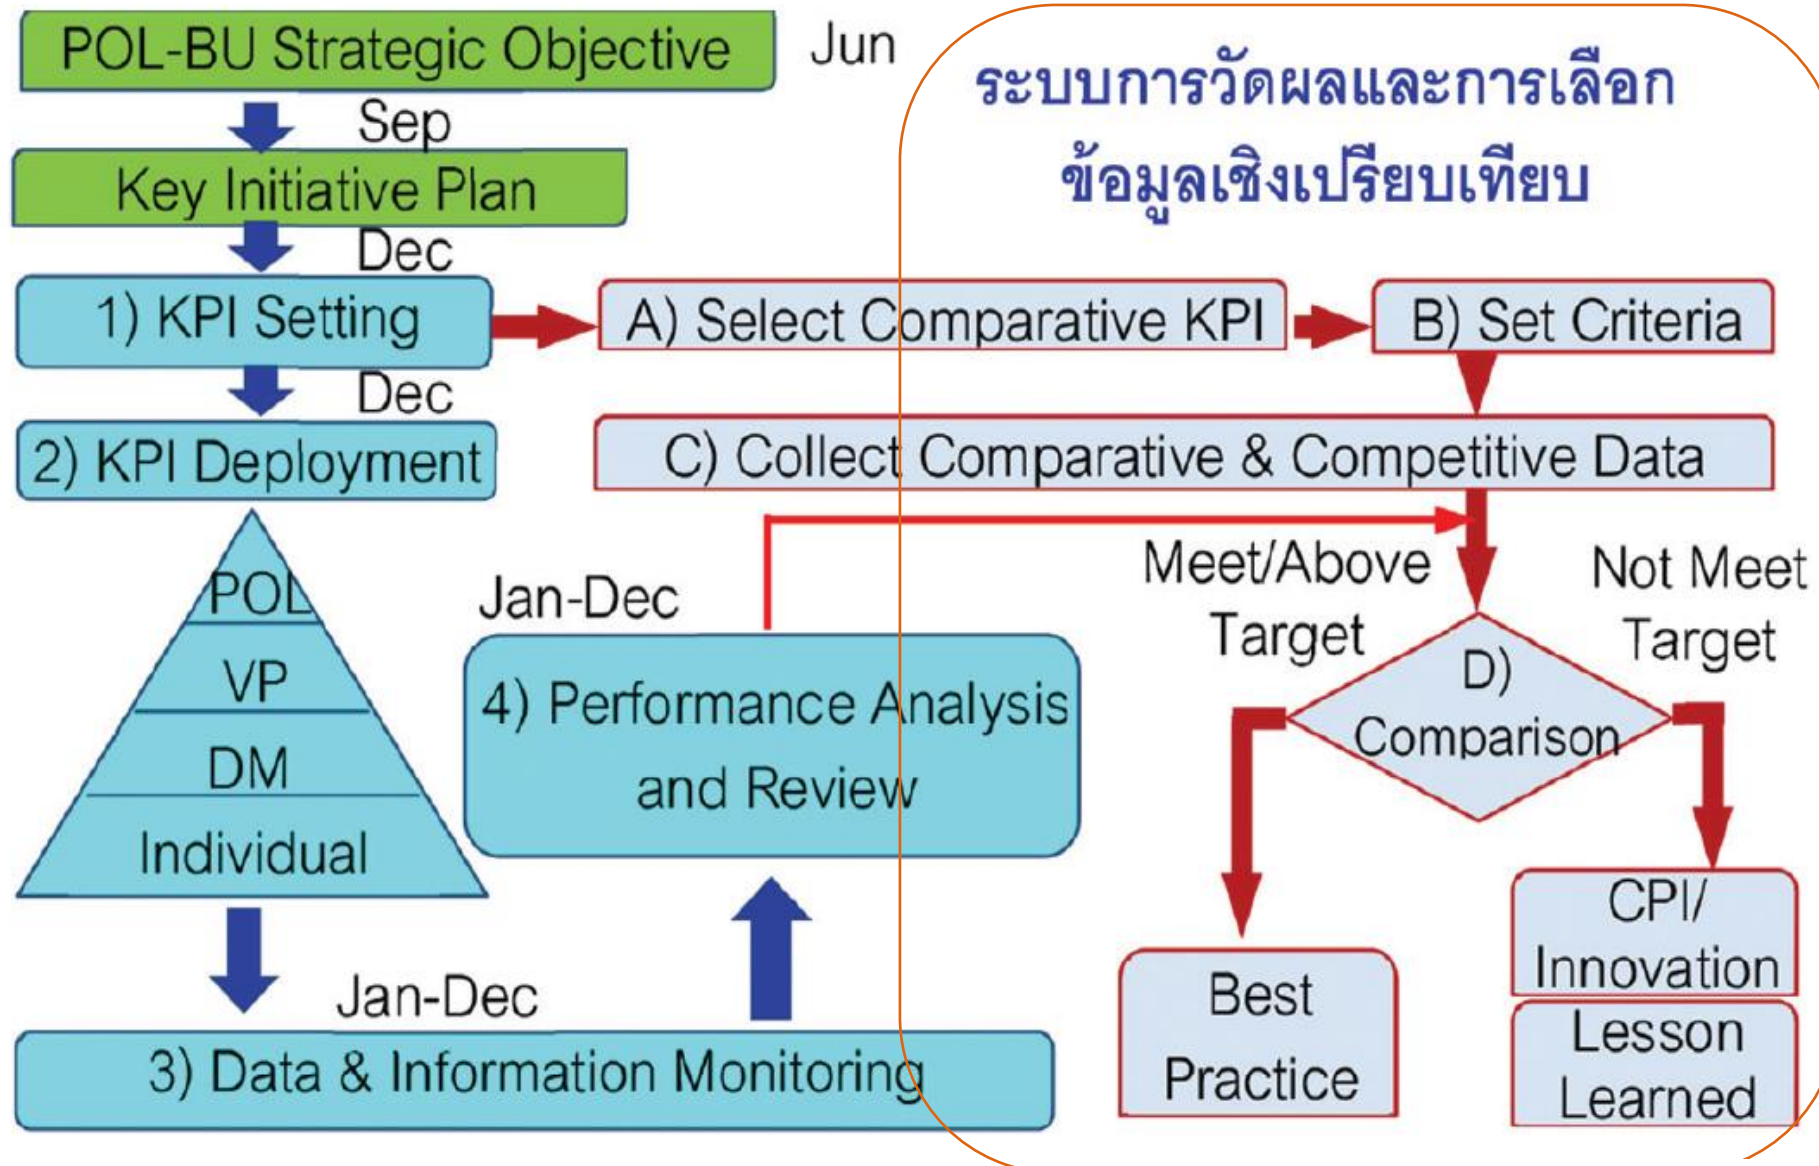 POL-BU Strategic Objective
Jun
ระบบการวัดผลและการเลือก
ข้อมูลเชิงเปรียบเทียบ
Sep
Key Initiative Plan
Dec
1) KPI Setting
A) Select Comparative KPI
B) Set Criteria
Dec
2) KPI Deployment
C) Collect Comparative & Competitive Data
POL
VP
DM
Individual
Jan-Dec
4) Performance Analysis
and Review
Meet/Above
Target
Not Meet
Target
D)
Comparison
Jan-Dec
3) Data & Information Monitoring
Best
Practice
CPI/
Innovation
Lesson
Learned